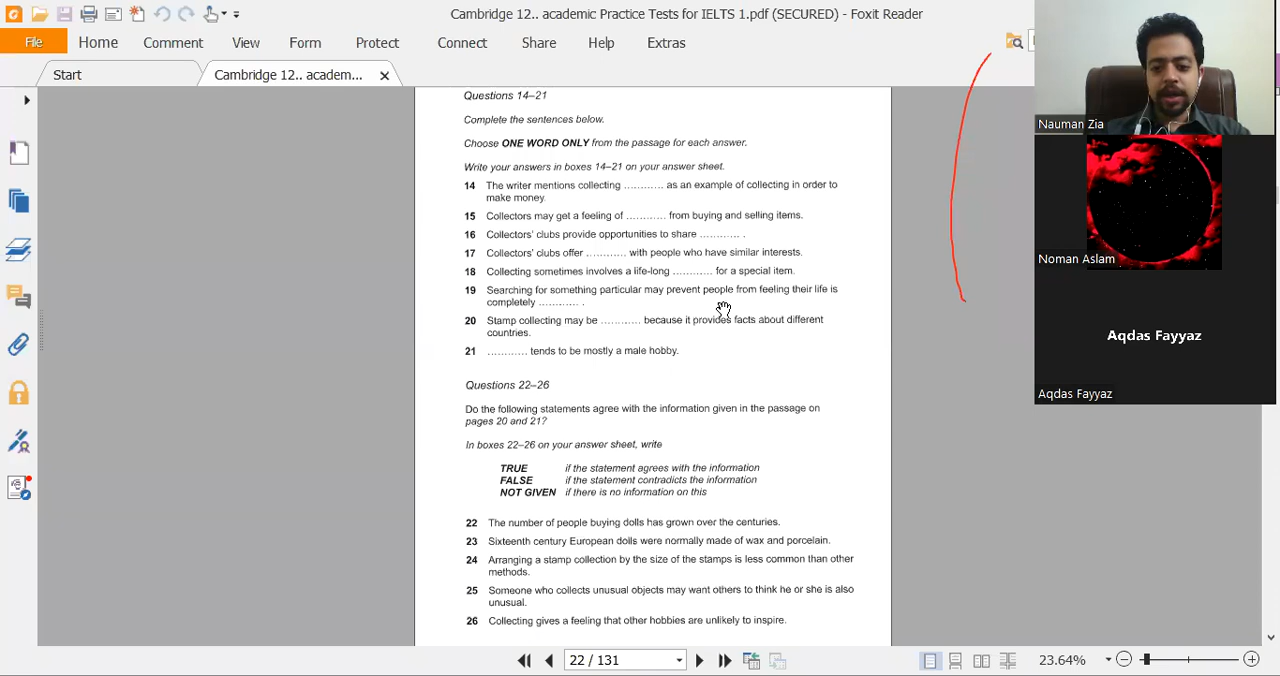 Cambridge 12.. academic Practice Tests for IELTS 1.pdf (SECURED) - Foxit Reader
File Home Comment View Form Protect Connect Share Help Extras
Start Cambridge 12.. academ...
Questions 14–21
Complete the sentences below.
Choose ONE WORD ONLY from the passage for each answer.
Write your answers in boxes 14–21 on your answer sheet.
14 The writer mentions collecting ............ as an example of collecting in order to
make money.
15 Collectors may get a feeling of ............ from buying and selling items.
16 Collectors' clubs provide opportunities to share ............ .
17 Collectors' clubs offer ............ with people who have similar interests.
18 Collecting sometimes involves a life-long ............ for a special item.
19 Searching for something particular may prevent people from feeling their life is
completely ............ .
20 Stamp collecting may be ............ because it provides facts about different
countries.
21 ............ tends to be mostly a male hobby.
Questions 22–26
Do the following statements agree with the information given in the passage on
pages 20 and 21?
In boxes 22–26 on your answer sheet, write
TRUE if the statement agrees with the information
FALSE if the statement contradicts the information
NOT GIVEN if there is no information on this
22 The number of people buying dolls has grown over the centuries.
23 Sixteenth century European dolls were normally made of wax and porcelain.
24 Arranging a stamp collection by the size of the stamps is less common than other
methods.
25 Someone who collects unusual objects may want others to think he or she is also
unusual.
26 Collecting gives a feeling that other hobbies are unlikely to inspire.
Nauman Zia
Noman Aslam
Aqdas Fayyaz
Aqdas Fayyaz
22 / 131
23.64%